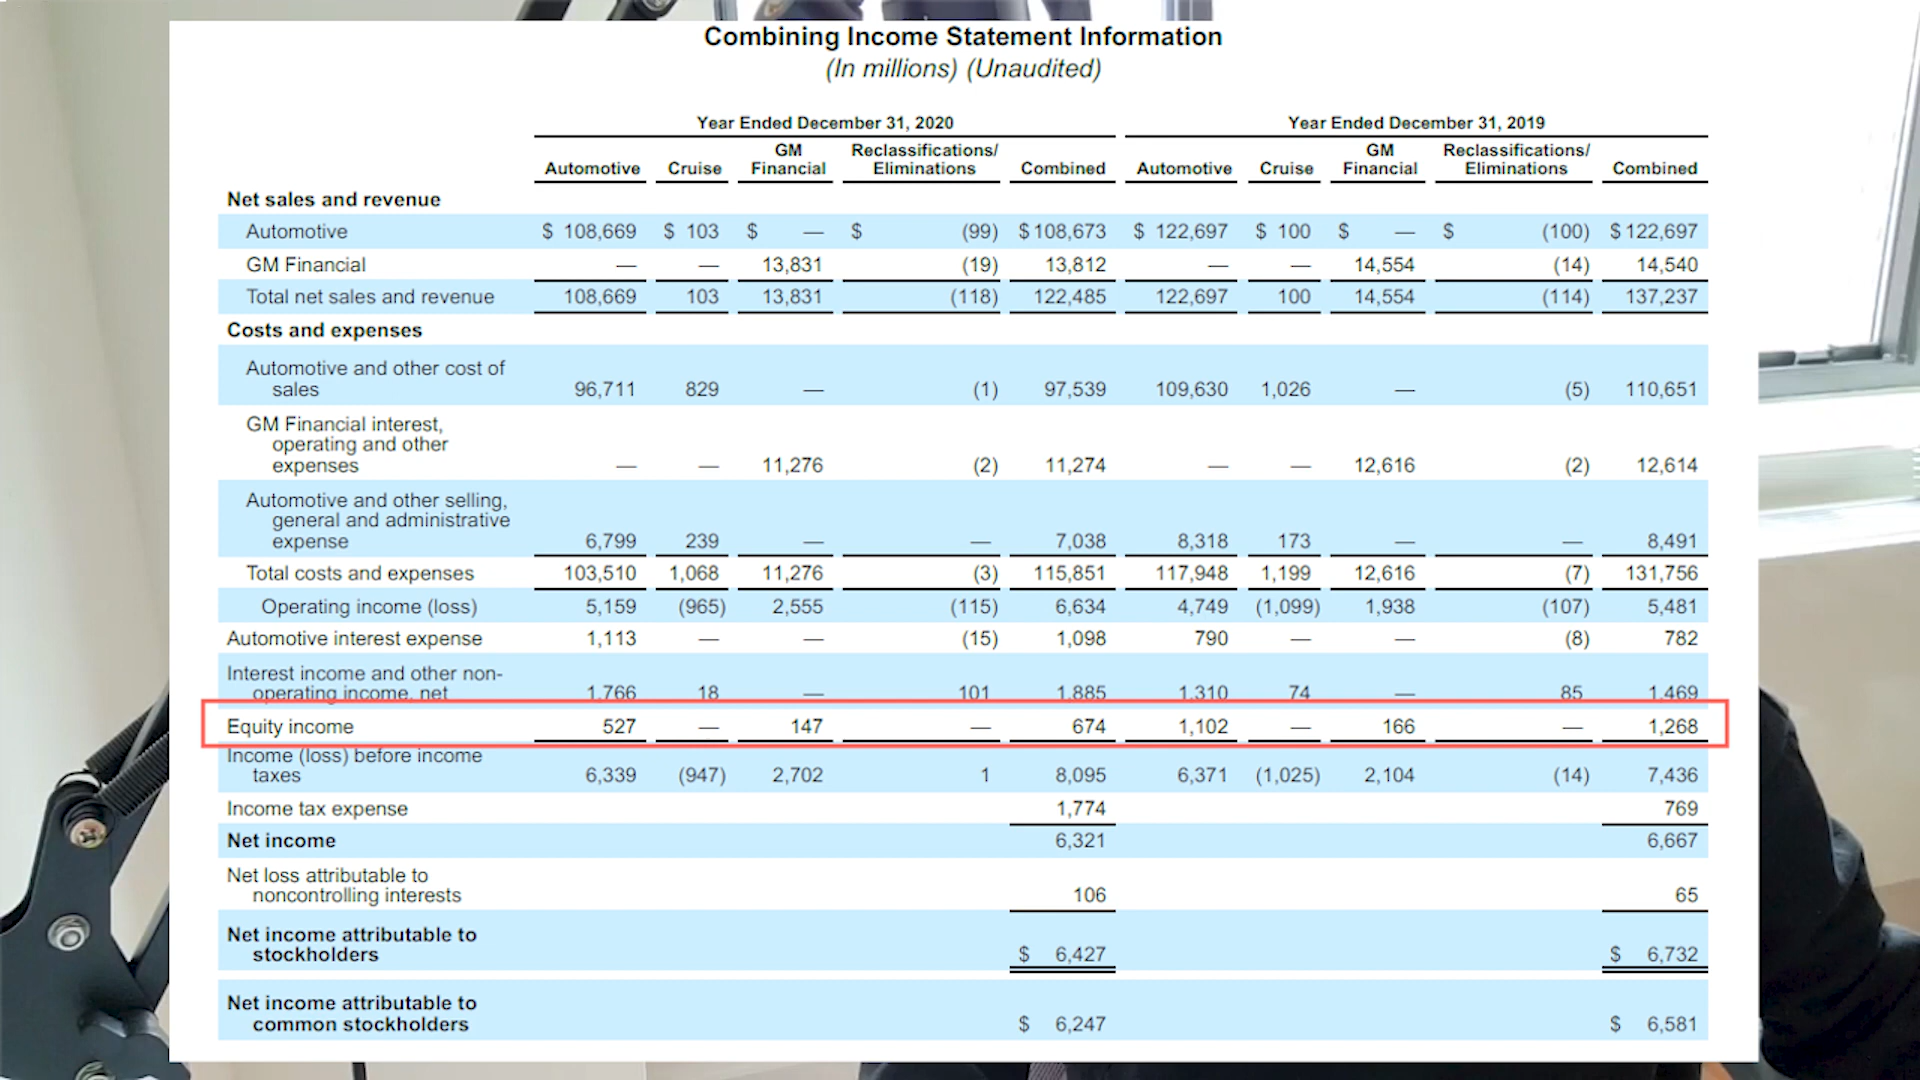 Combining Income Statement Information
(In millions) (Unaudited)
Year Ended December 31, 2020 Year Ended December 31, 2019
GM Reclassifications/ GM Reclassifications/
Automotive Cruise Financial Eliminations Combined Automotive Cruise Financial Eliminations Combined
Net sales and revenue
Automotive $ 108,669 $ 103 $ — $ (99) $ 108,673 $ 122,697 $ 100 $ — $ (100) $ 122,697
GM Financial — — 13,831 (19) 13,812 — — 14,554 (14) 14,540
Total net sales and revenue 108,669 103 13,831 (118) 122,485 122,697 100 14,554 (114) 137,237
Costs and expenses
Automotive and other cost of
sales 96,711 829 — (1) 97,539 109,630 1,026 — (5) 110,651
GM Financial interest,
operating and other
expenses — — 11,276 (2) 11,274 — — 12,616 (2) 12,614
Automotive and other selling,
general and administrative
expense 6,799 239 — — 7,038 8,318 173 — — 8,491
Total costs and expenses 103,510 1,068 11,276 (3) 115,851 117,948 1,199 12,616 (7) 131,756
Operating income (loss) 5,159 (965) 2,555 (115) 6,634 4,749 (1,099) 1,938 (107) 5,481
Automotive interest expense 1,113 — — (15) 1,098 790 — — (8) 782
Interest income and other non-
operating income, net 1,766 18 — 101 1,885 1,310 74 — 85 1,469
Equity income 527 — 147 — 674 1,102 — 166 — 1,268
Income (loss) before income
taxes 6,339 (947) 2,702 1 8,095 6,371 (1,025) 2,104 (14) 7,436
Income tax expense 1,774 769
Net income 6,321 6,667
Net loss attributable to
noncontrolling interests 106 65
Net income attributable to
stockholders $ 6,427 $ 6,732
Net income attributable to
common stockholders $ 6,247 $ 6,581